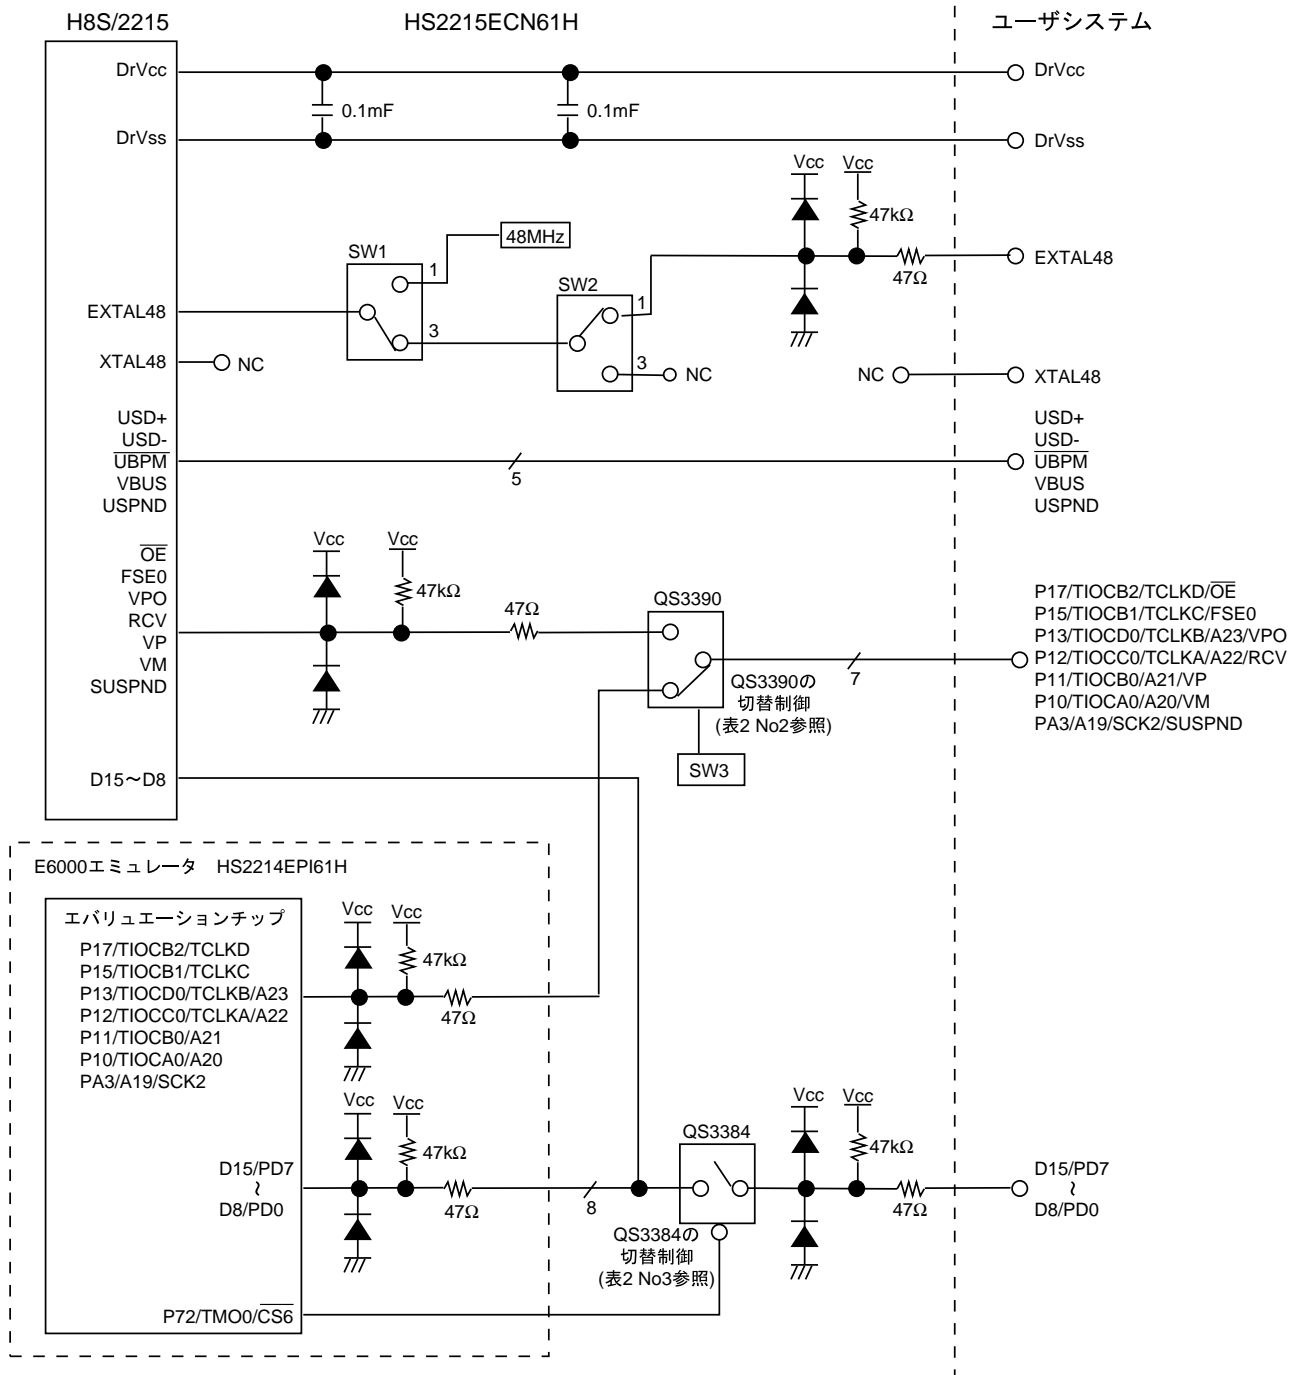 H8S/2215
HS2215ECN61H
ユーザシステム
DrVcc
DrVcc
0.1mF
0.1mF
DrVss
DrVss
Vcc
Vcc
47kΩ
48MHz
SW1
1
47Ω
EXTAL48
SW2
1
EXTAL48
3
XTAL48
NC
3
NC
NC
XTAL48
USD+
USD-
UBPM
VBUS
USPND
5
USD+
USD-
UBPM
VBUS
USPND
Vcc
Vcc
OE
FSE0
VPO
RCV
VP
VM
SUSPND
47kΩ
47Ω
QS3390
QS3390の
切替制御
(表2 No2参照)
7
SW3
P17/TIOCB2/TCLKD/OE
P15/TIOCB1/TCLKC/FSE0
P13/TIOCD0/TCLKB/A23/VPO
P12/TIOCC0/TCLKA/A22/RCV
P11/TIOCB0/A21/VP
P10/TIOCA0/A20/VM
PA3/A19/SCK2/SUSPND
D15～D8
E6000エミュレータ HS2214EPI61H
エバリュエーションチップ
P17/TIOCB2/TCLKD
P15/TIOCB1/TCLKC
P13/TIOCD0/TCLKB/A23
P12/TIOCC0/TCLKA/A22
P11/TIOCB0/A21
P10/TIOCA0/A20
PA3/A19/SCK2
Vcc
Vcc
47kΩ
47Ω
Vcc
Vcc
47kΩ
47Ω
D15/PD7
～
D8/PD0
8
QS3384
QS3384の
切替制御
(表2 No3参照)
Vcc
Vcc
47kΩ
47Ω
D15/PD7
～
D8/PD0
P72/TMO0/CS6